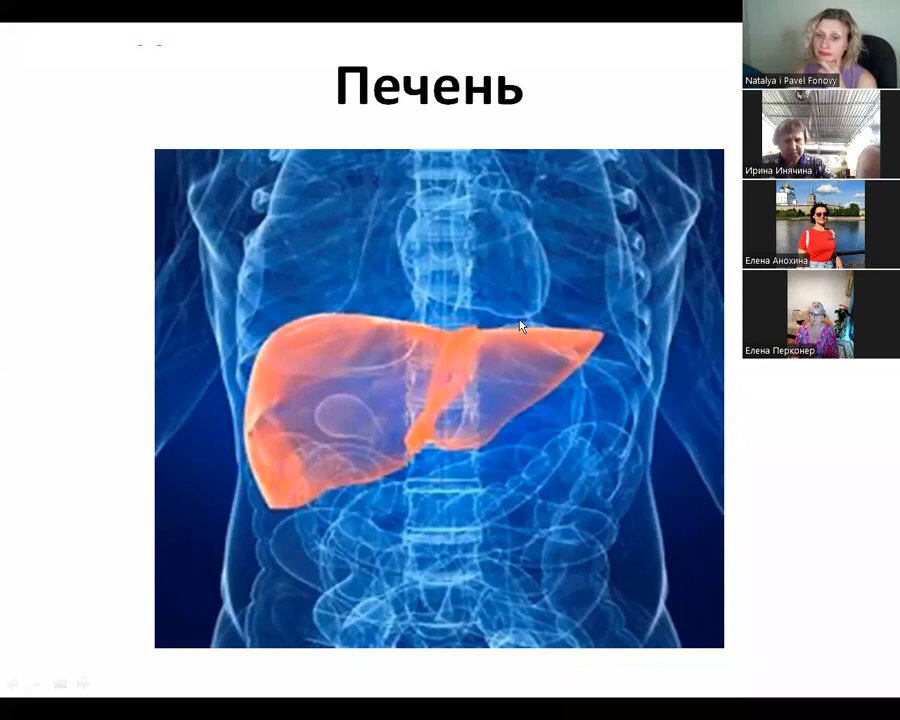 Печень
Natalya i Pavel Fonovy
Ирина Инячина
Елена Анохина
Елена Перконер